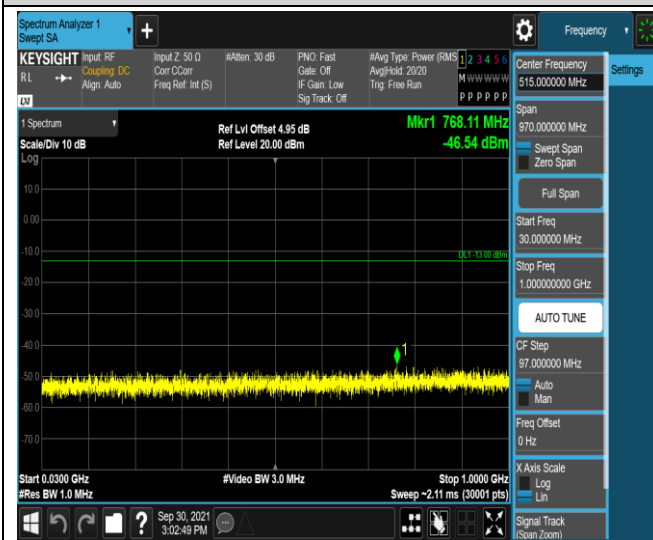 Spectrum Analyzer 1
Swept SA
Frequency
KEYSIGHT
RL
LXI
Input: RF
Coupling: DC
Align: Auto
Input Z: 50 Ω
Corr CCorr
Freq Ref: Int (S)
#Atten: 30 dB
PNO: Fast
Gate: Off
IF Gain: Low
Sig Track: Off
#Avg Type: Power (RMS
Avg|Hold: 20/20
Trig: Free Run
1 2 3 4 5 6
M W W W W W
P P P P P P
1 Spectrum
Scale/Div 10 dB
Log
Ref Lvl Offset 4.95 dB
Ref Level 20.00 dBm
Mkr1 768.11 MHz
-46.54 dBm
10.0
0.00
-10.0
DL1 -13.00 dBm
-20.0
-30.0
-40.0
1
-50.0
-60.0
-70.0
Start 0.0300 GHz
#Res BW 1.0 MHz
#Video BW 3.0 MHz
Stop 1.0000 GHz
Sweep ~2.11 ms (30001 pts)
?
Sep 30, 2021
3:02:49 PM
Center Frequency
515.000000 MHz
Settings
Span
970.000000 MHz
Swept Span
Zero Span
Full Span
Start Freq
30.000000 MHz
Stop Freq
1.000000000 GHz
AUTO TUNE
CF Step
97.000000 MHz
Auto
Man
Freq Offset
0 Hz
X Axis Scale
Log
Lin
Signal Track
(Span Zoom)